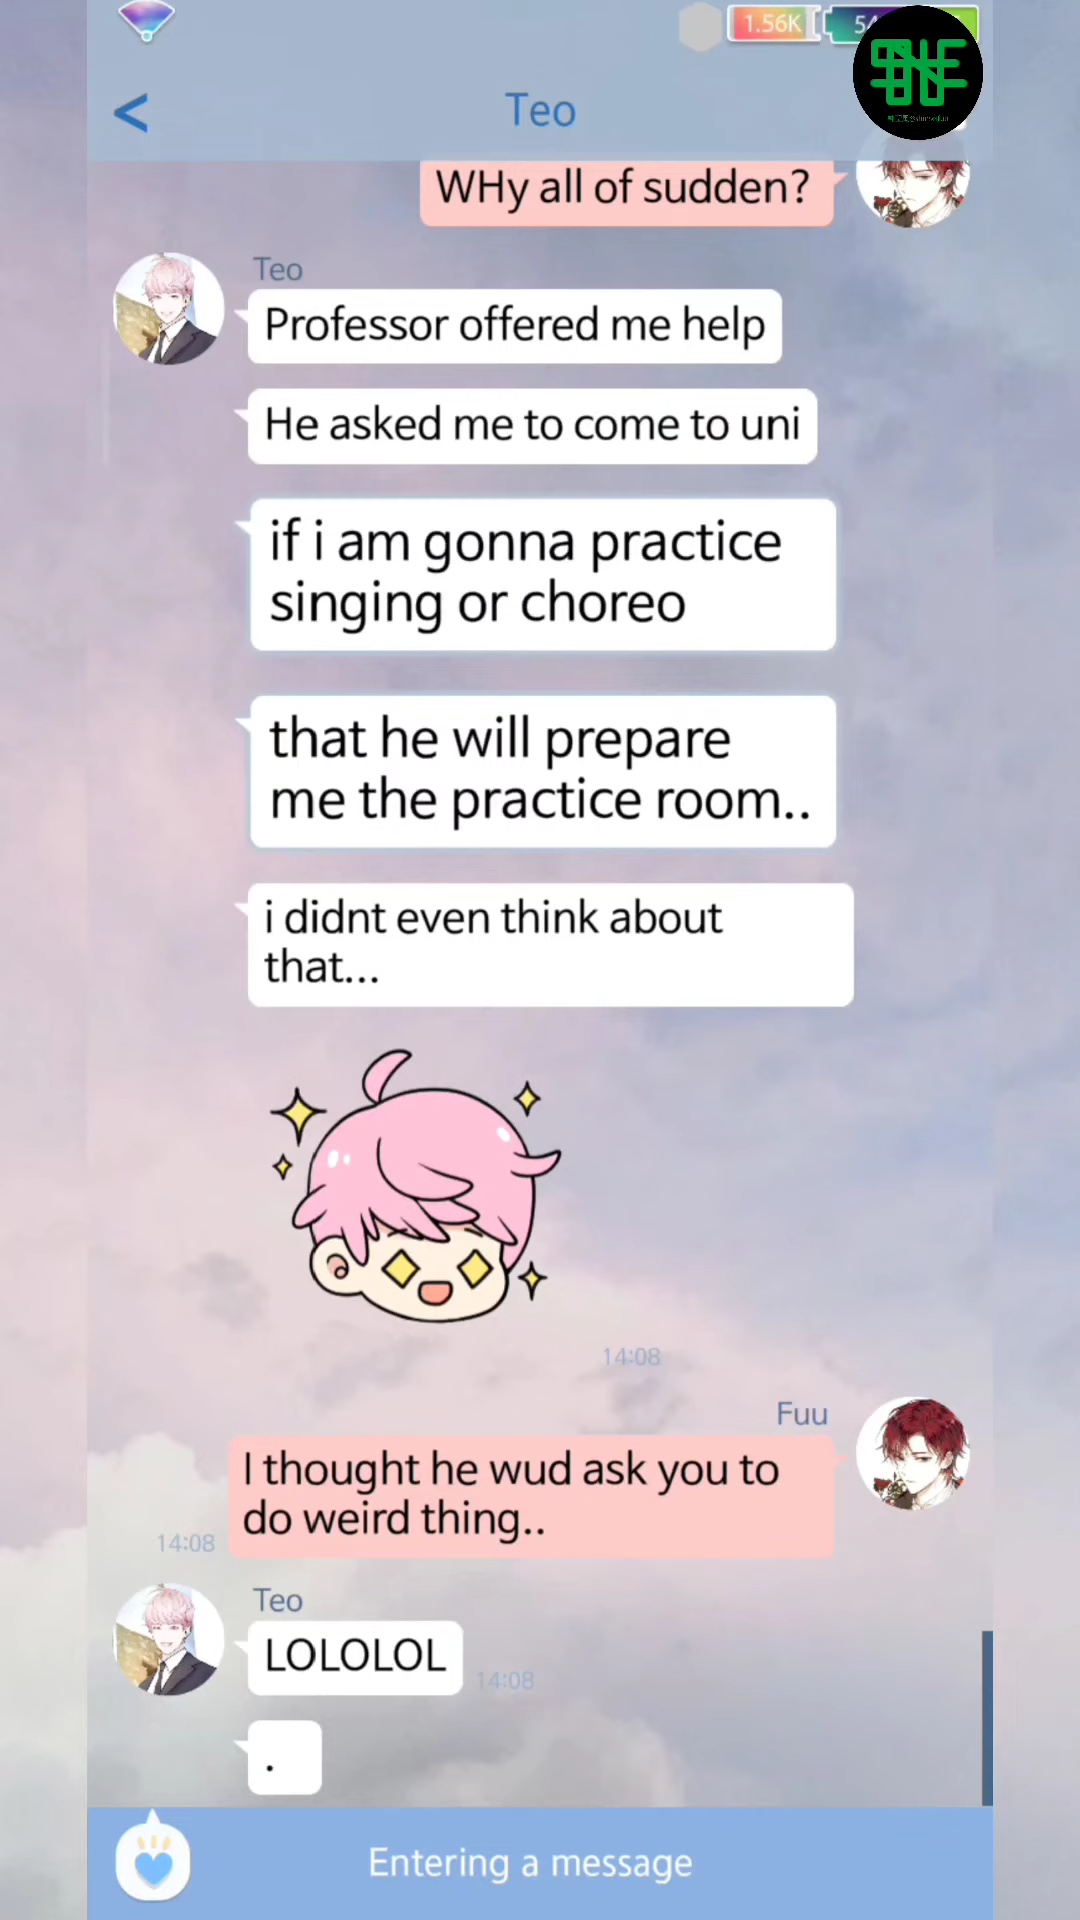 1.56K
<
Teo
WHy all of sudden?
Teo
Professor offered me help
He asked me to come to uni
if i am gonna practice
singing or choreo
that he will prepare
me the practice room..
i didnt even think about
that...
14:08
Fuu
I thought he wud ask you to
do weird thing..
14:08
Teo
LOLOLOL
14:08
.
Entering a message